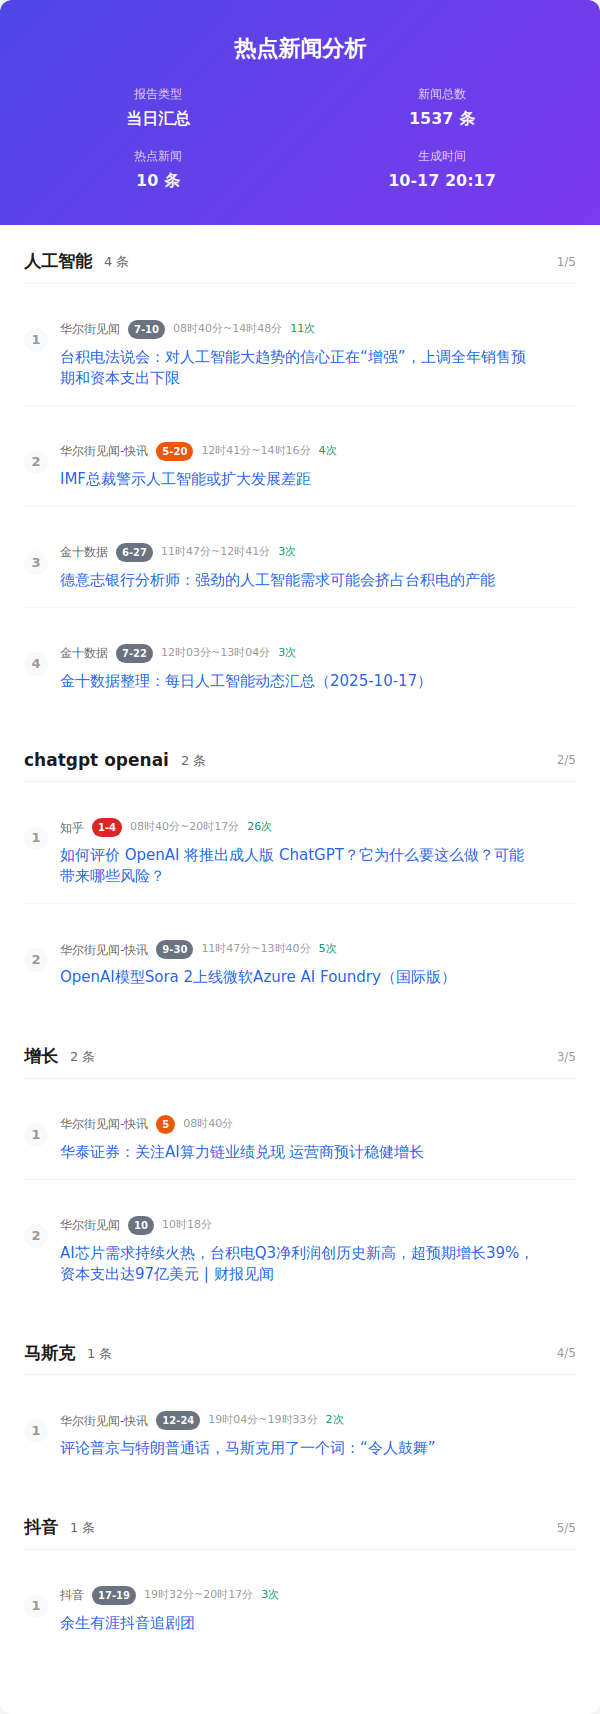 热点新闻分析
报告类型
当日汇总
新闻总数
1537 条
热点新闻
10 条
生成时间
10-17 20:17
人工智能 4 条 1/5
1
华尔街见闻 7-10 08时40分~14时48分 11次
台积电法说会：对人工智能大趋势的信心正在“增强”，上调全年销售预
期和资本支出下限
2
华尔街见闻-快讯 5-20 12时41分~14时16分 4次
IMF总裁警示人工智能或扩大发展差距
3
金十数据 6-27 11时47分~12时41分 3次
德意志银行分析师：强劲的人工智能需求可能会挤占台积电的产能
4
金十数据 7-22 12时03分~13时04分 3次
金十数据整理：每日人工智能动态汇总（2025-10-17）
chatgpt openai 2 条 2/5
1
知乎 1-4 08时40分~20时17分 26次
如何评价 OpenAI 将推出成人版 ChatGPT？它为什么要这么做？可能
带来哪些风险？
2
华尔街见闻-快讯 9-30 11时47分~13时40分 5次
OpenAI模型Sora 2上线微软Azure AI Foundry（国际版）
增长 2 条 3/5
1
华尔街见闻-快讯 5 08时40分
华泰证券：关注AI算力链业绩兑现 运营商预计稳健增长
2
华尔街见闻 10 10时18分
AI芯片需求持续火热，台积电Q3净利润创历史新高，超预期增长39%，
资本支出达97亿美元 | 财报见闻
马斯克 1 条 4/5
1
华尔街见闻-快讯 12-24 19时04分~19时33分 2次
评论普京与特朗普通话，马斯克用了一个词：“令人鼓舞”
抖音 1 条 5/5
1
抖音 17-19 19时32分~20时17分 3次
余生有涯抖音追剧团